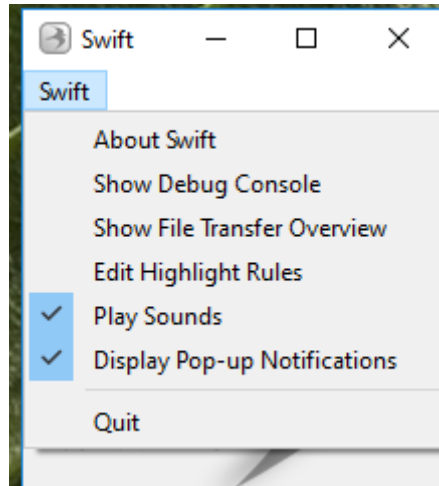 Swift
Swift
About Swift
Show Debug Console
Show File Transfer Overview
Edit Highlight Rules
Play Sounds
Display Pop-up Notifications
Quit